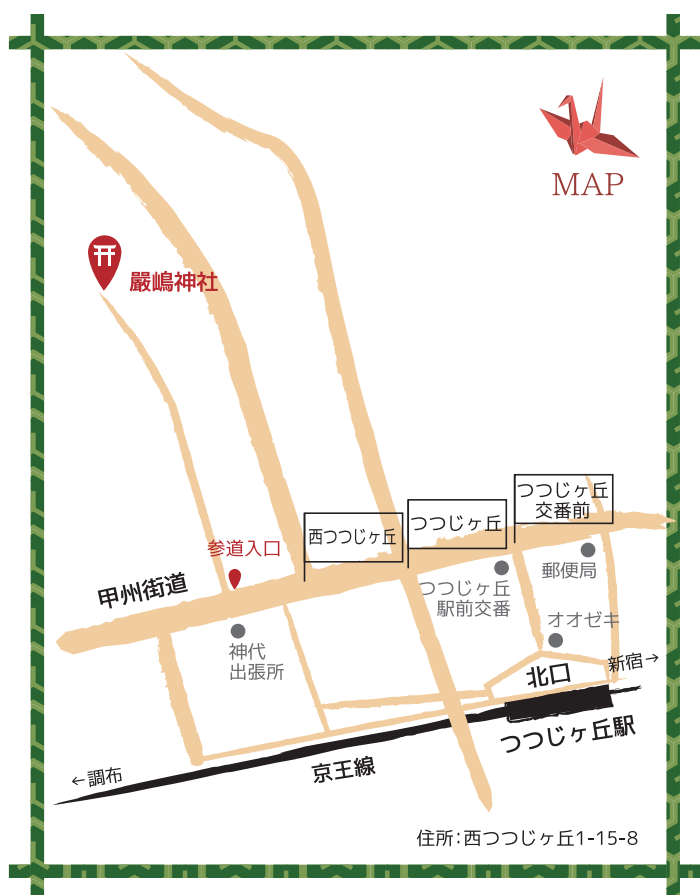 MAP
嚴嶋神社
つつじヶ丘
交番前
つつじヶ丘
西つつじヶ丘
参道入口
甲州街道
郵便局
つつじヶ丘
駅前交番
オオゼキ
神代
出張所
北口
新宿→
つつじヶ丘駅
京王線
←調布
住所:西つつじヶ丘1-15-8